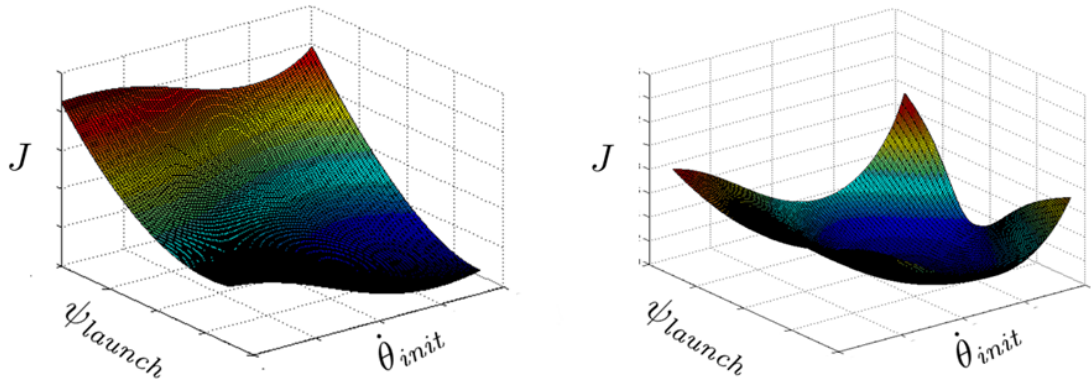 J
ψlaunch
θ̇init
J
ψlaunch
θ̇init